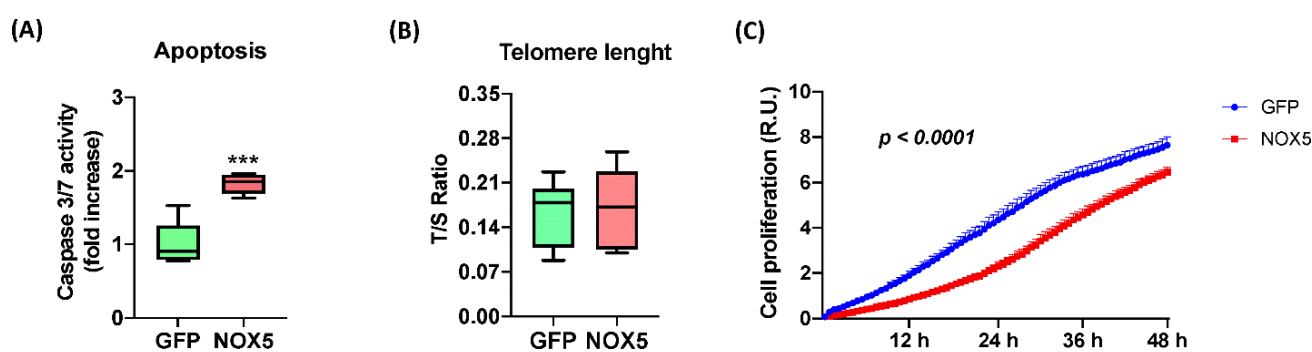 (A)
Apoptosis
Caspase 3/7 activity
(fold increase)
3
2
1
0
***
GFP NOX5
(B)
Telomere lenght
T/S Ratio
0.35
0.28
0.21
0.14
0.07
0.00
GFP NOX5
(C)
Cell proliferation (R.U.)
10
8
6
4
2
0
p < 0.0001
12 h 24 h 36 h 48 h
GFP
NOX5